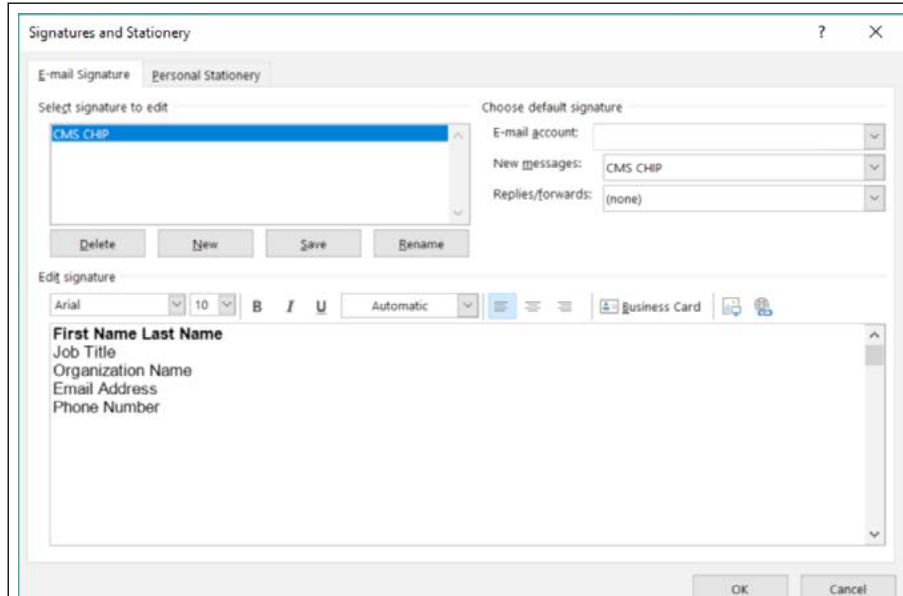 Signatures and Stationery
E-mail Signature Personal Stationery
Select signature to edit
CMS CHIP
Delete New Save Rename
Choose default signature
E-mail account:
New messages: CMS CHIP
Replies/forwards: (none)
Edit signature
Arial 10 B I U Automatic Business Card
First Name Last Name
Job Title
Organization Name
Email Address
Phone Number
OK Cancel